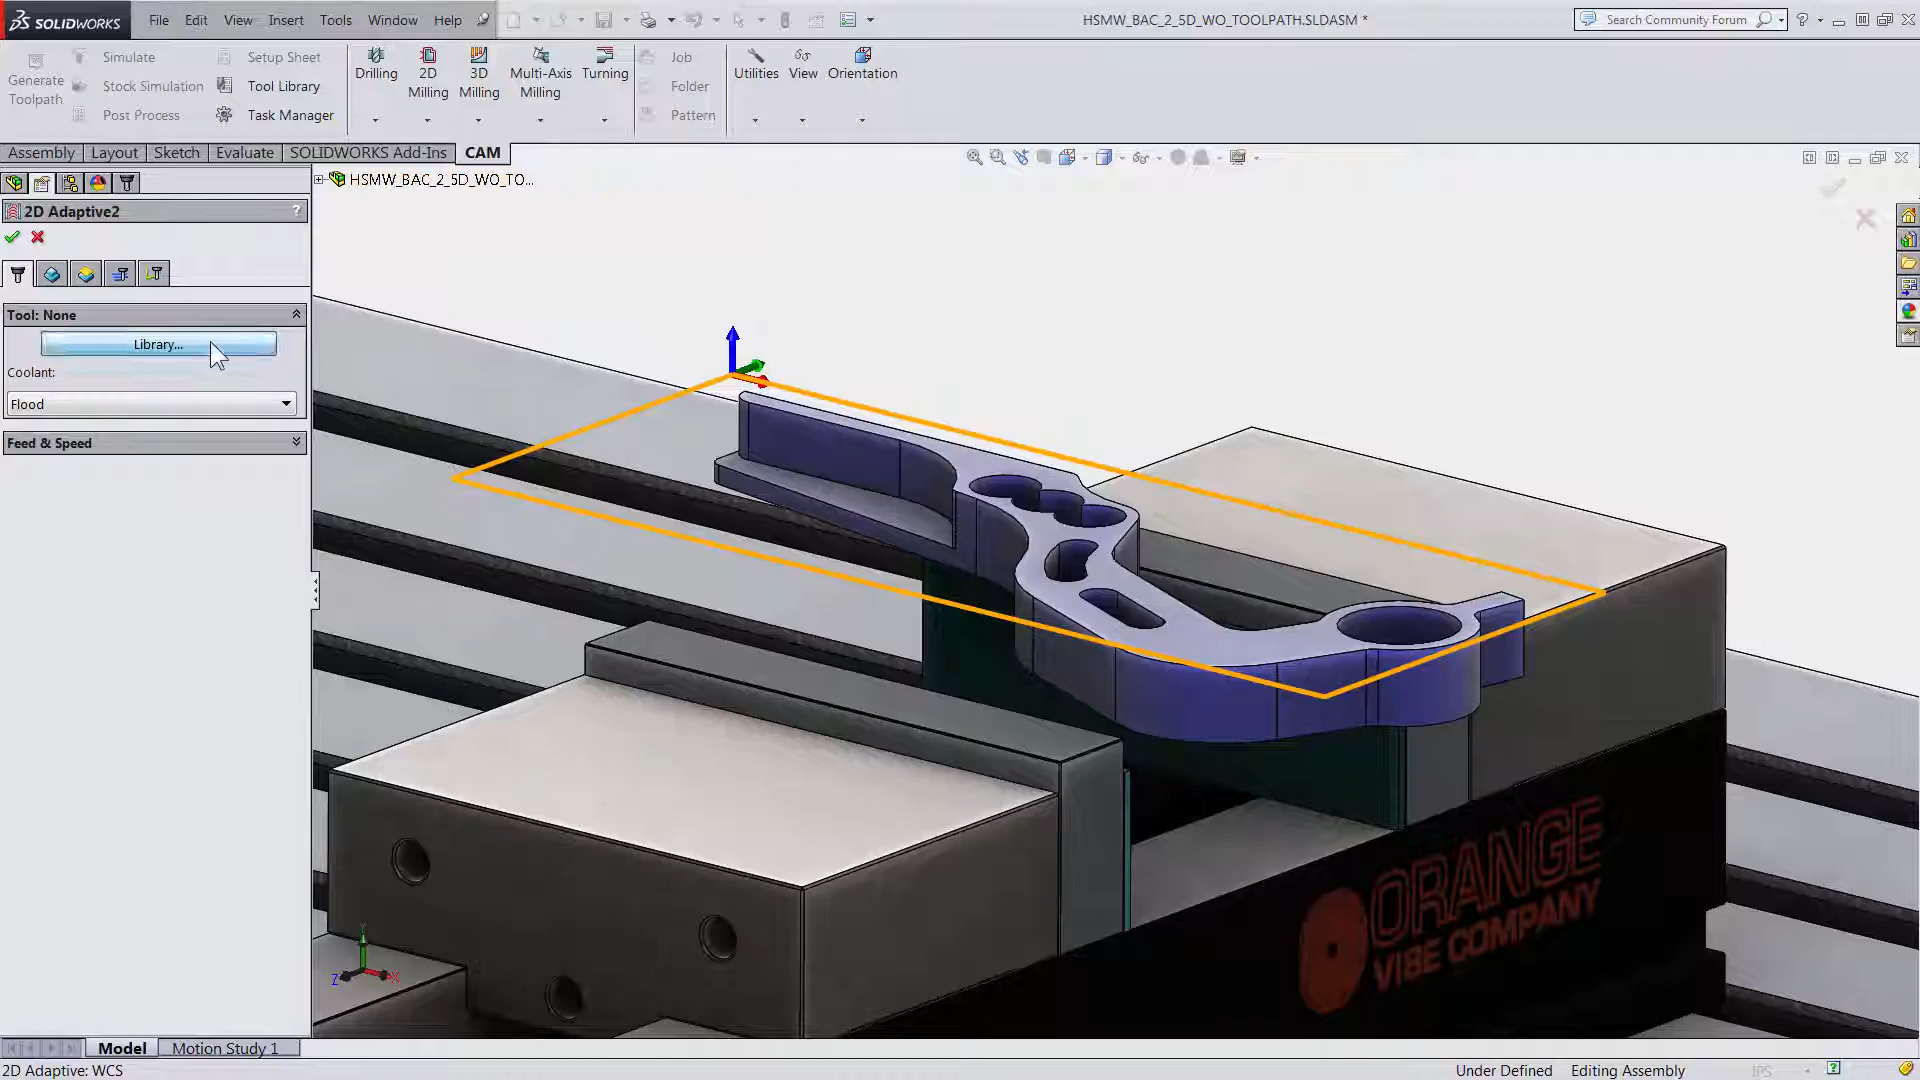 SOLIDWORKS
File Edit View Insert Tools Window Help
HSMW_BAC_2_5D_WO_TOOLPATH.SLDASM *
Search Community Forum
Generate Toolpath
Simulate
Stock Simulation
Post Process
Setup Sheet
Tool Library
Task Manager
Drilling
2D Milling
3D Milling
Multi-Axis Milling
Turning
Job
Folder
Pattern
Utilities
View
Orientation
Assembly Layout Sketch Evaluate SOLIDWORKS Add-Ins CAM
HSMW_BAC_2_5D_WO_TO...
2D Adaptive2 ?
Tool: None
Library...
Coolant:
Flood
Feed & Speed
ORANGE
VI8E COMPANY
Y
Z X
Model Motion Study 1
2D Adaptive: WCS
Under Defined Editing Assembly IPS